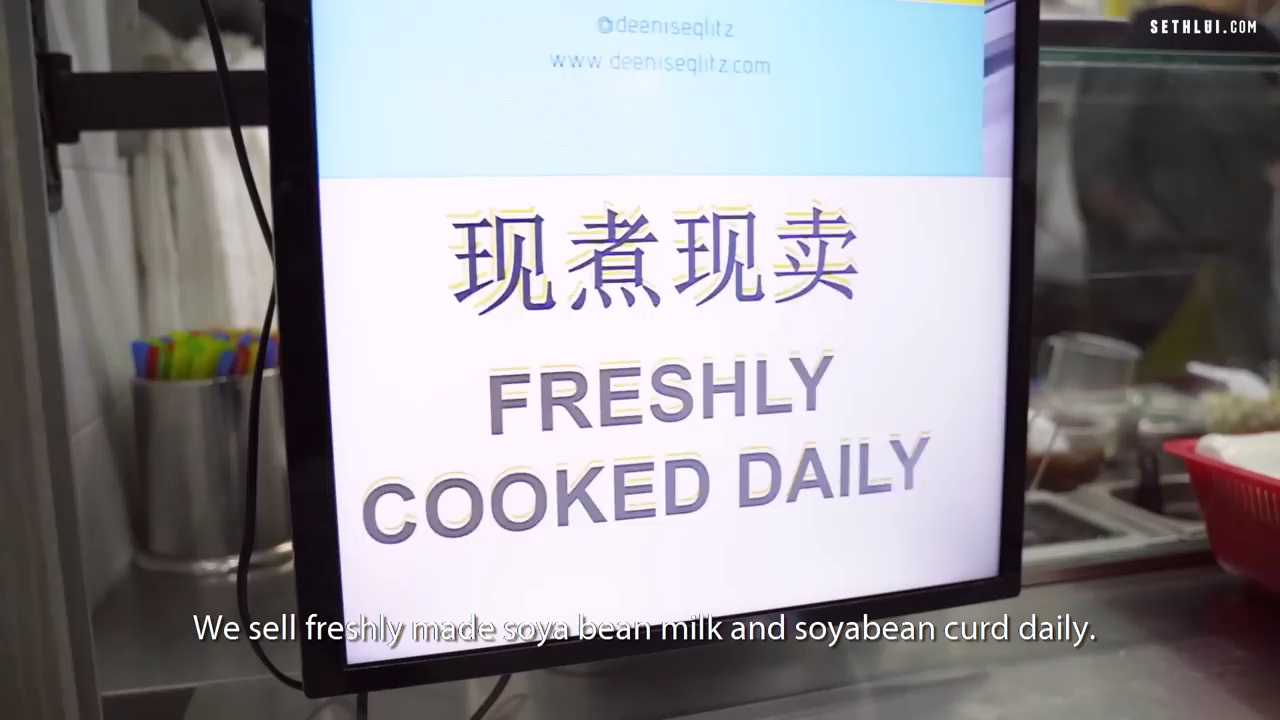 SETHLUI.COM
@deeniseglitz
www.deeniseglitz.com
现煮现卖
FRESHLY
COOKED DAILY
We sell freshly made soya bean milk and soyabean curd daily.